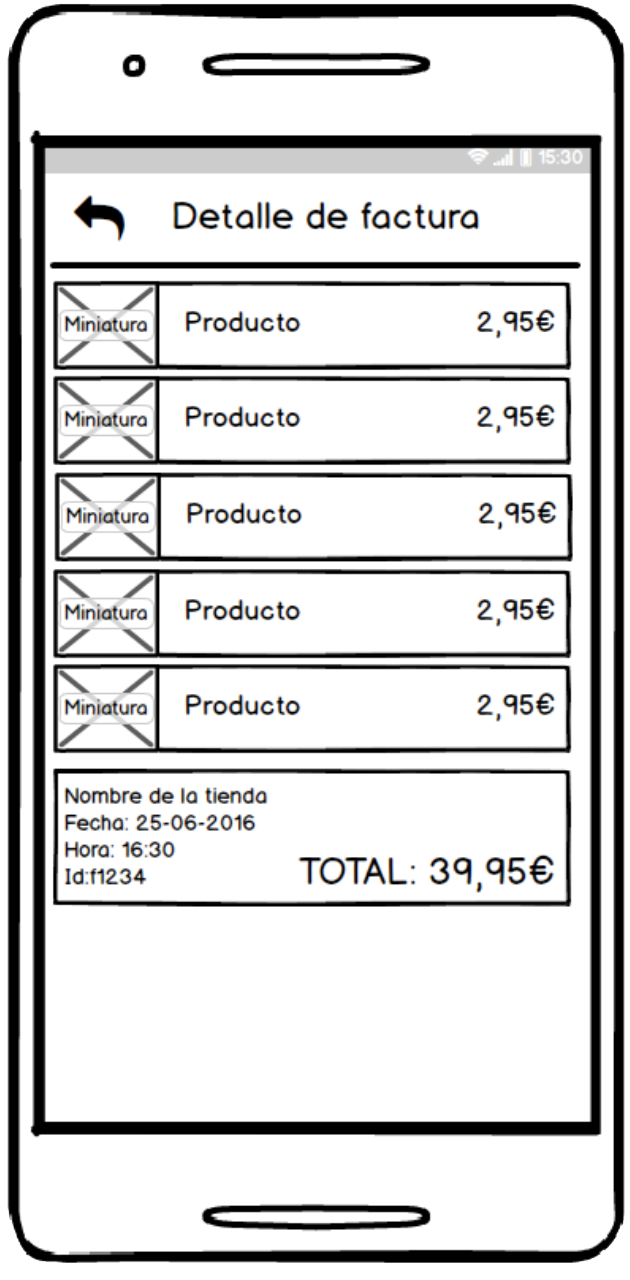 15:30
Detalle de factura
Miniatura Producto 2,95€
Miniatura Producto 2,95€
Miniatura Producto 2,95€
Miniatura Producto 2,95€
Miniatura Producto 2,95€
Nombre de la tienda
Fecha: 25-06-2016
Hora: 16:30
Id:f1234 TOTAL: 39,95€